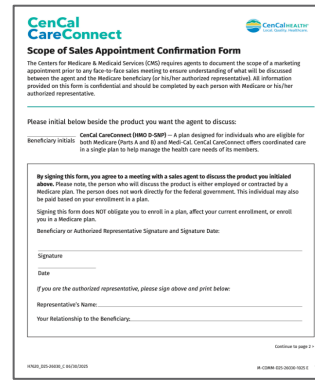 CenCal
CareConnect
CenCalHEALTH®
Local. Quality. Healthcare.
Scope of Sales Appointment Confirmation Form
The Centers for Medicare & Medicaid Services (CMS) requires agents to document the scope of a marketing
appointment prior to any face-to-face sales meeting to ensure understanding of what will be discussed
between the agent and the Medicare beneficiary (or his/her authorized representative). All information
provided on this form is confidential and should be completed by each person with Medicare or his/her
authorized representative.
Please initial below beside the product you want the agent to discuss:
Beneficiary initials
CenCal CareConnect (HMO D-SNP) — A plan designed for individuals who are eligible for
both Medicare (Parts A and B) and Medi-Cal. CenCal CareConnect offers coordinated care
in a single plan to help manage the health care needs of its members.
By signing this form, you agree to a meeting with a sales agent to discuss the product you initialed
above. Please note, the person who will discuss the product is either employed or contracted by a
Medicare plan. The person does not work directly for the federal government. This individual may also
be paid based on your enrollment in a plan.
Signing this form does NOT obligate you to enroll in a plan, affect your current enrollment, or enroll
you in a Medicare plan.
Beneficiary or Authorized Representative Signature and Signature Date:
Signature
Date
If you are the authorized representative, please sign above and print below:
Representative's Name:
Your Relationship to the Beneficiary:
Continue to page 2 >
M-COMM-D25-26030-1025 E